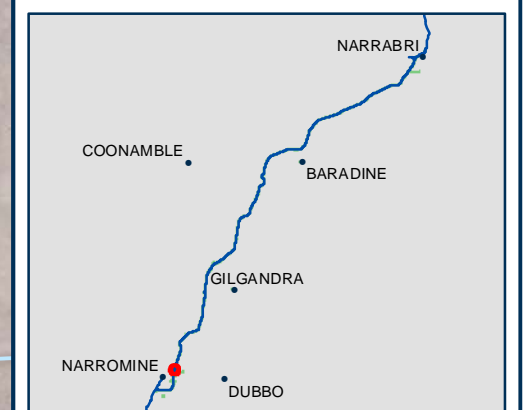 NARRABRI
COONAMBLE
BARADINE
GILGANDRA
NARROMINE
DUBBO